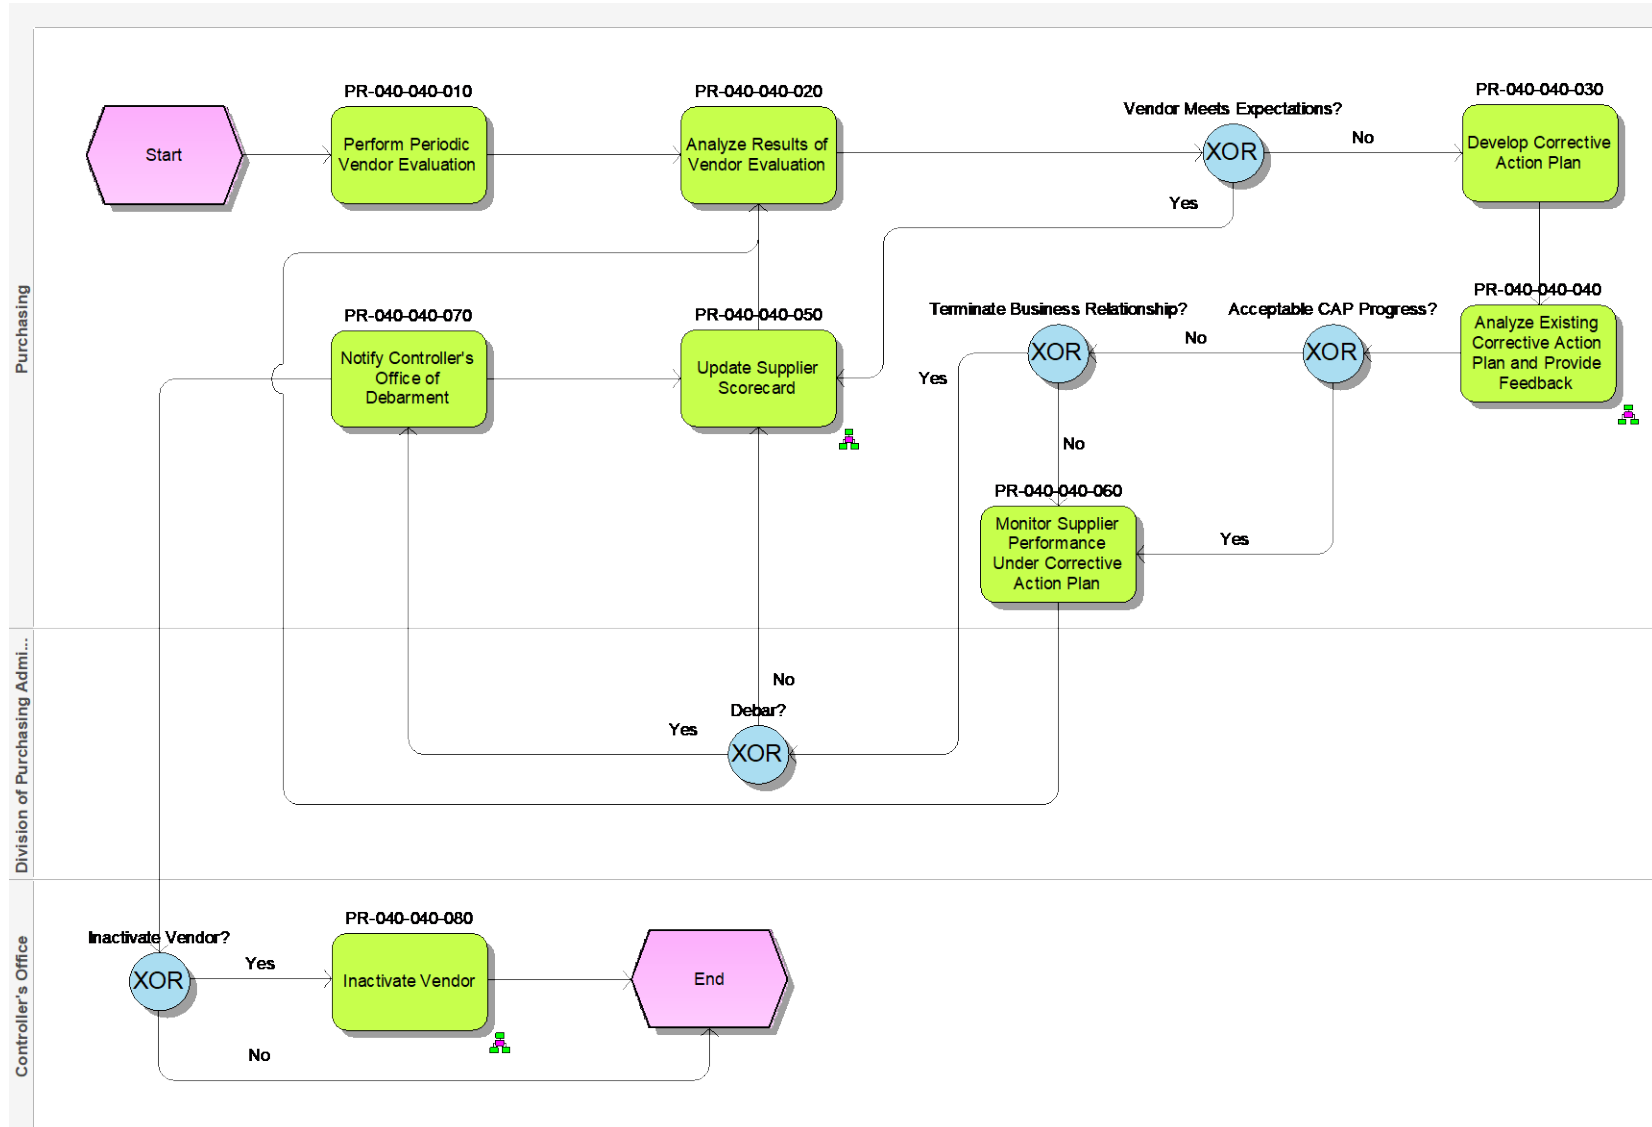 Purchasing
PR-040-040-010
PR-040-040-020
PR-040-040-030
Vendor Meets Expectations?
Start
Perform Periodic
Vendor Evaluation
Analyze Results of
Vendor Evaluation
XOR
No
Yes
Develop Corrective
Action Plan
PR-040-040-070
PR-040-040-050
Terminate Business Relationship?
Acceptable CAP Progress?
PR-040-040-040
Notify Controller's
Office of
Debarment
Update Supplier
Scorecard
Yes
XOR
No
XOR
Analyze Existing
Corrective Action
Plan and Provide
Feedback
No
PR-040-040-060
Monitor Supplier
Performance
Under Corrective
Action Plan
Yes
Division of Purchasing Admi...
No
Debar?
Yes
XOR
Controller's Office
Inactivate Vendor?
PR-040-040-080
XOR
Yes
Inactivate Vendor
End
No